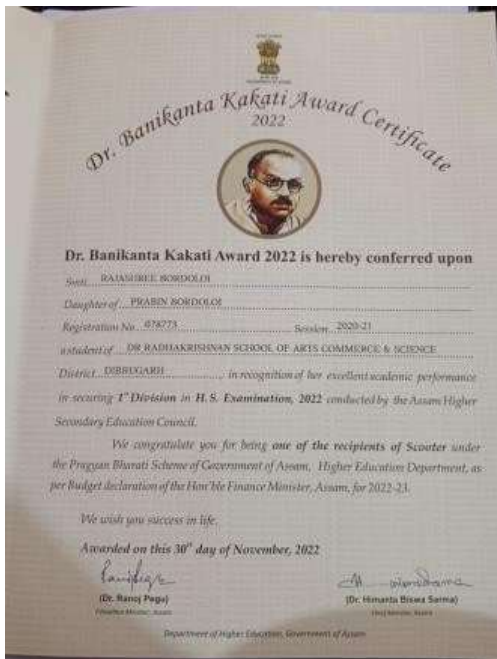 Dr. Banikanta Kakati Award Certificate
2022
Dr. Banikanta Kakati Award 2022 is hereby conferred upon
Smti. RAJASHREE BORDOLOI
Daughter of PRABIN BORDOLOI
Registration No. 078773 Session 2020-21
a student of DR RADHAKRISHNAN SCHOOL OF ARTS COMMERCE & SCIENCE
District DIBRUGARH, in recognition of her excellent academic performance
in securing 1st Division in H.S. Examination, 2022 conducted by the Assam Higher
Secondary Education Council.
We congratulate you for being one of the recipients of Scooter under
the Pragyan Bharati Scheme of Government of Assam, Higher Education Department, as
per Budget declaration of the Hon'ble Finance Minister, Assam, for 2022-23.
We wish you success in life.
Awarded on this 30th day of November, 2022
(Dr. Ranoj Pegu) (Dr. Himanta Biswa Sarma)
Education Minister, Assam Chief Minister, Assam
Department of Higher Education, Government of Assam